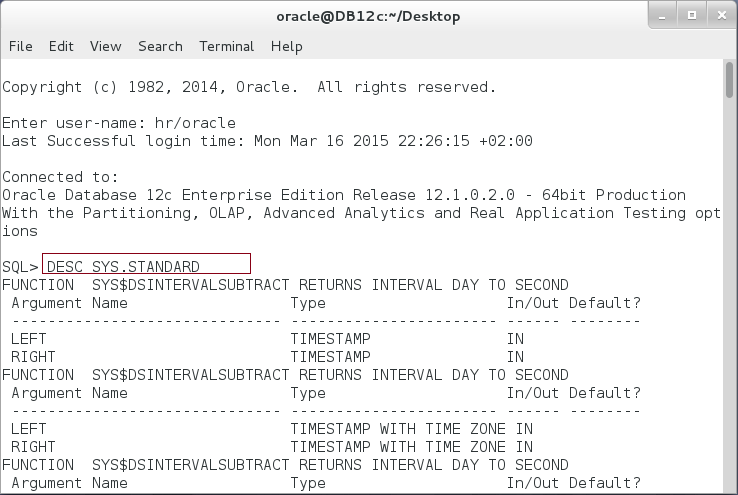 oracle@DB12c:~/Desktop
File Edit View Search Terminal Help
Copyright (c) 1982, 2014, Oracle.  All rights reserved.
Enter user-name: hr/oracle
Last Successful login time: Mon Mar 16 2015 22:26:15 +02:00
Connected to:
Oracle Database 12c Enterprise Edition Release 12.1.0.2.0 - 64bit Production
With the Partitioning, OLAP, Advanced Analytics and Real Application Testing opt
ions
SQL> DESC SYS.STANDARD
FUNCTION  SYS$DSINTERVALSUBTRACT RETURNS INTERVAL DAY TO SECOND
 Argument Name                  Type                    In/Out Default?
 ------------------------------ ----------------------- ------ --------
 LEFT                           TIMESTAMP               IN
 RIGHT                          TIMESTAMP               IN
FUNCTION  SYS$DSINTERVALSUBTRACT RETURNS INTERVAL DAY TO SECOND
 Argument Name                  Type                    In/Out Default?
 ------------------------------ ----------------------- ------ --------
 LEFT                           TIMESTAMP WITH TIME ZONE IN
 RIGHT                          TIMESTAMP WITH TIME ZONE IN
FUNCTION  SYS$DSINTERVALSUBTRACT RETURNS INTERVAL DAY TO SECOND
 Argument Name                  Type                    In/Out Default?